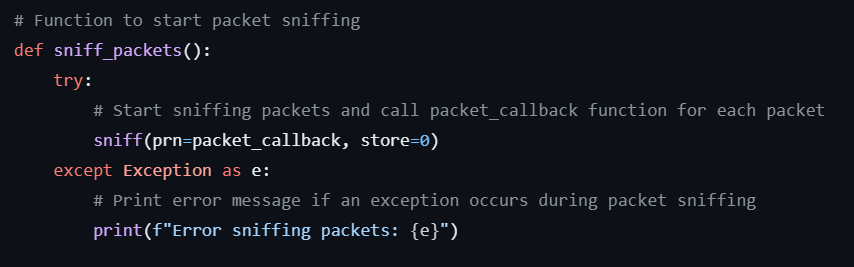 # Function to start packet sniffing
def sniff_packets():
    try:
        # Start sniffing packets and call packet_callback function for each packet
        sniff(prn=packet_callback, store=0)
    except Exception as e:
        # Print error message if an exception occurs during packet sniffing
        print(f"Error sniffing packets: {e}")